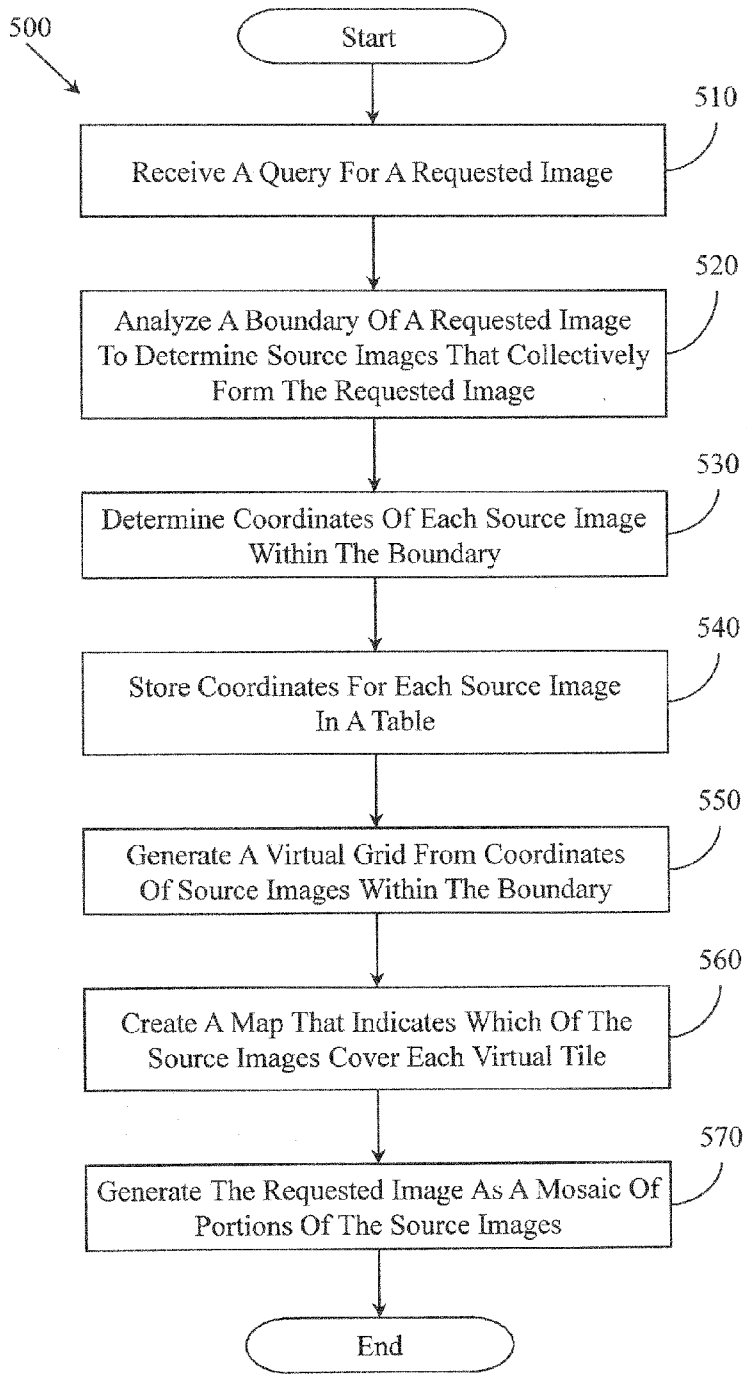 500
Start
510
Receive A Query For A Requested Image
520
Analyze A Boundary Of A Requested Image
To Determine Source Images That Collectively
Form The Requested Image
530
Determine Coordinates Of Each Source Image
Within The Boundary
540
Store Coordinates For Each Source Image
In A Table
550
Generate A Virtual Grid From Coordinates
Of Source Images Within The Boundary
560
Create A Map That Indicates Which Of The
Source Images Cover Each Virtual Tile
570
Generate The Requested Image As A Mosaic Of
Portions Of The Source Images
End